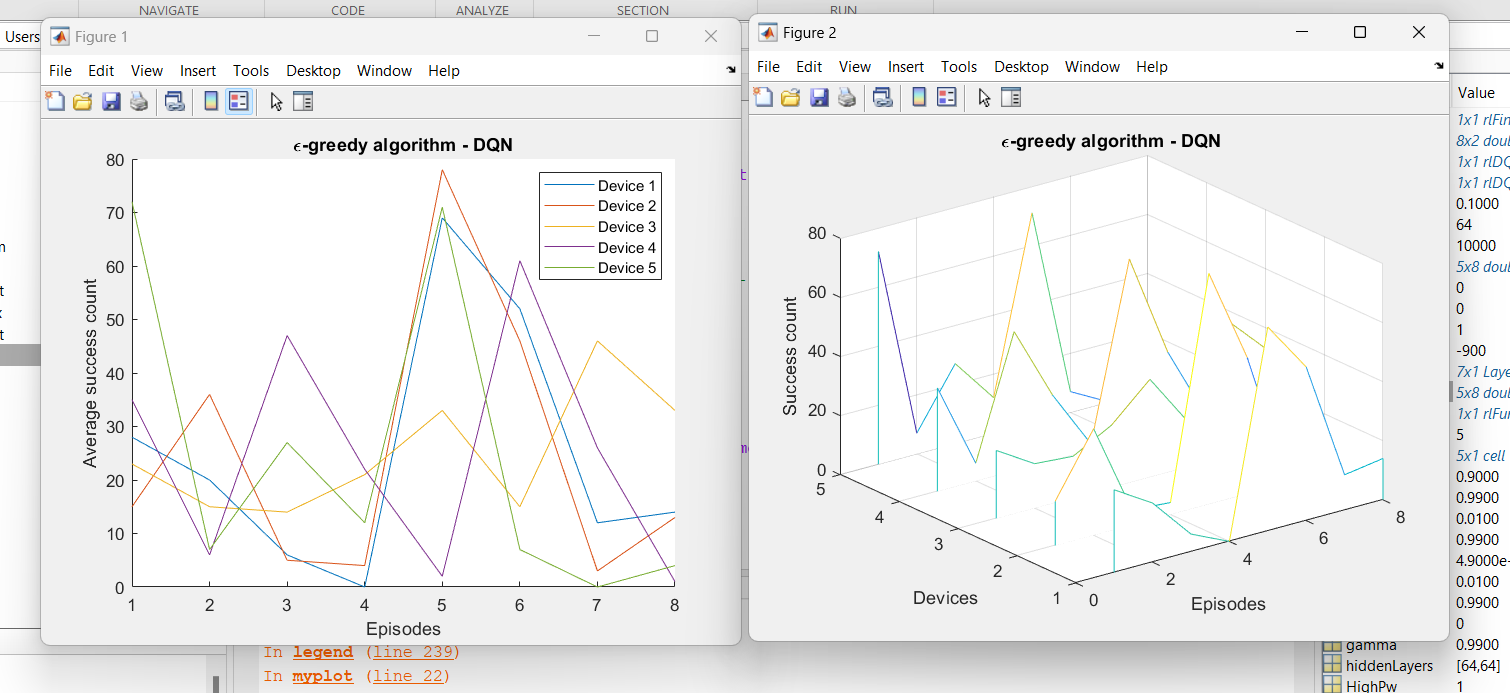 NAVIGATE CODE ANALYZE SECTION RUN
Users
Figure 1
File Edit View Insert Tools Desktop Window Help
ϵ-greedy algorithm - DQN
80
70
60
50
40
30
20
10
0
Average success count
1 2 3 4 5 6 7 8
Episodes
Device 1
Device 2
Device 3
Device 4
Device 5
Figure 2
File Edit View Insert Tools Desktop Window Help
ϵ-greedy algorithm - DQN
80
60
40
20
0
Success count
5
4
3
2
1
Devices
0
2
4
6
8
Episodes
Value
1x1 rlFin
8x2 doul
1x1 rlDQ
1x1 rlDQ
0.1000
64
10000
5x8 doul
0
0
1
-900
7x1 Laye
5x8 doul
1x1 rlFur
5
5x1 cell
0.9000
0.9900
0.0100
0.9900
4.9000e-
0.0100
0.9900
0
gamma 0.9900
hiddenLayers [64,64]
HighPw 1
In legend (line 239)
In myplot (line 22)